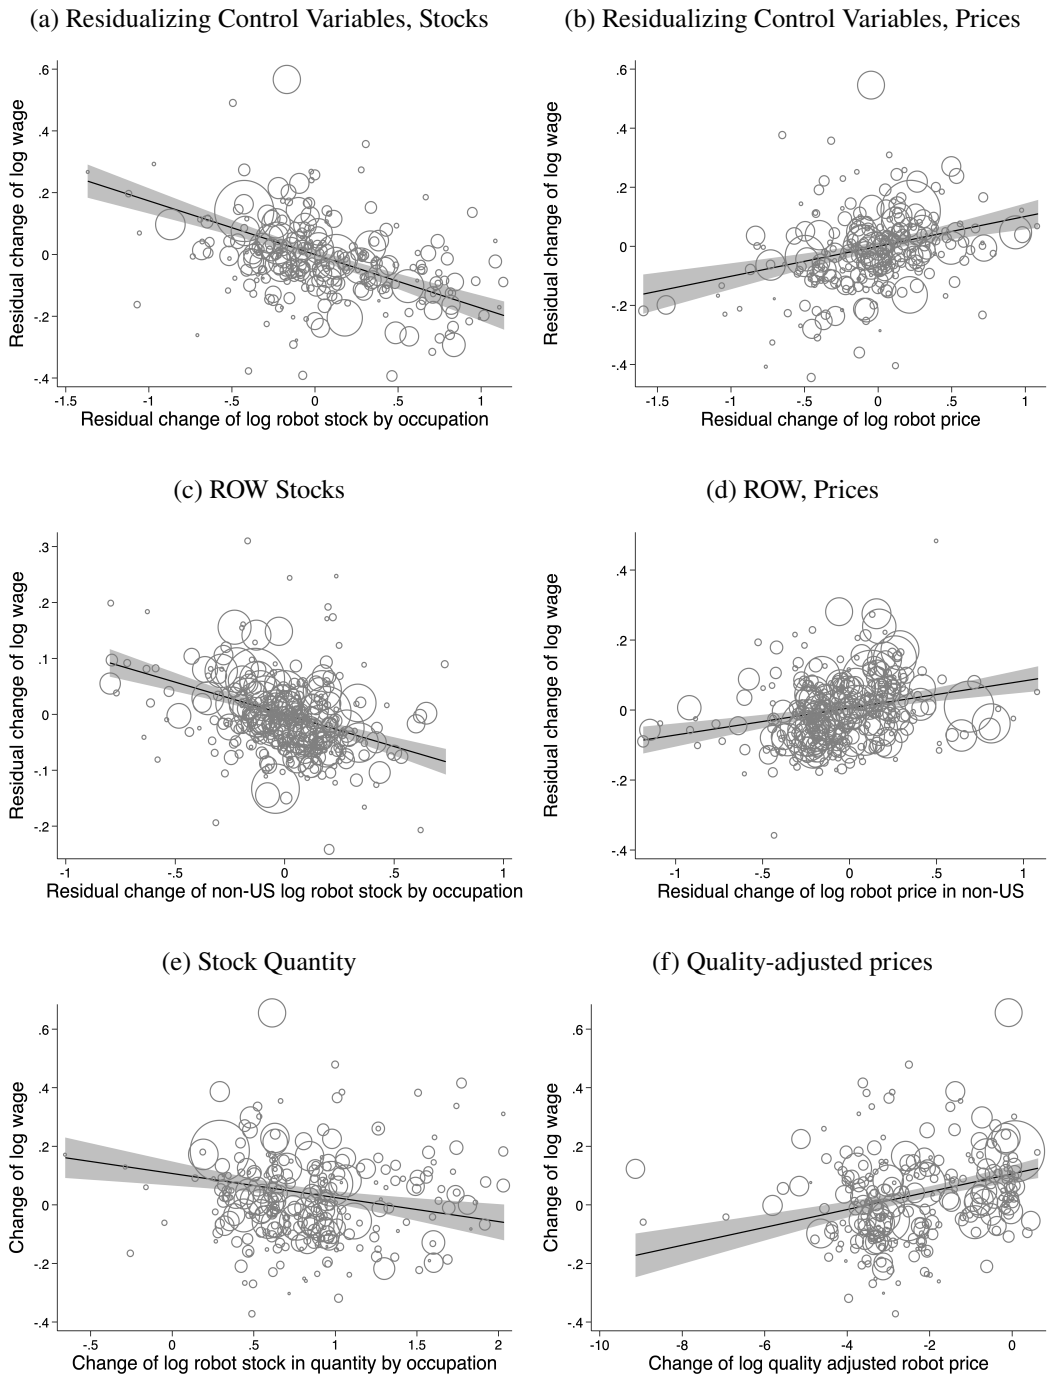 (a) Residualizing Control Variables, Stocks
(b) Residualizing Control Variables, Prices
Residual change of log wage
.6
.4
.2
0
-.2
-.4
-1.5 -1 -.5 0 .5 1
Residual change of log robot stock by occupation
Residual change of log wage
.6
.4
.2
0
-.2
-.4
-1.5 -1 -.5 0 .5 1
Residual change of log robot price
(c) ROW Stocks
(d) ROW, Prices
Residual change of log wage
.3
.2
.1
0
-.1
-.2
-1 -.5 0 .5 1
Residual change of non-US log robot stock by occupation
Residual change of log wage
.4
.2
0
-.2
-.4
-1 -.5 0 .5 1
Residual change of log robot price in non-US
(e) Stock Quantity
(f) Quality-adjusted prices
Change of log wage
.6
.4
.2
0
-.2
-.4
-.5 0 .5 1 1.5 2
Change of log robot stock in quantity by occupation
Change of log wage
.6
.4
.2
0
-.2
-.4
-10 -8 -6 -4 -2 0
Change of log quality adjusted robot price